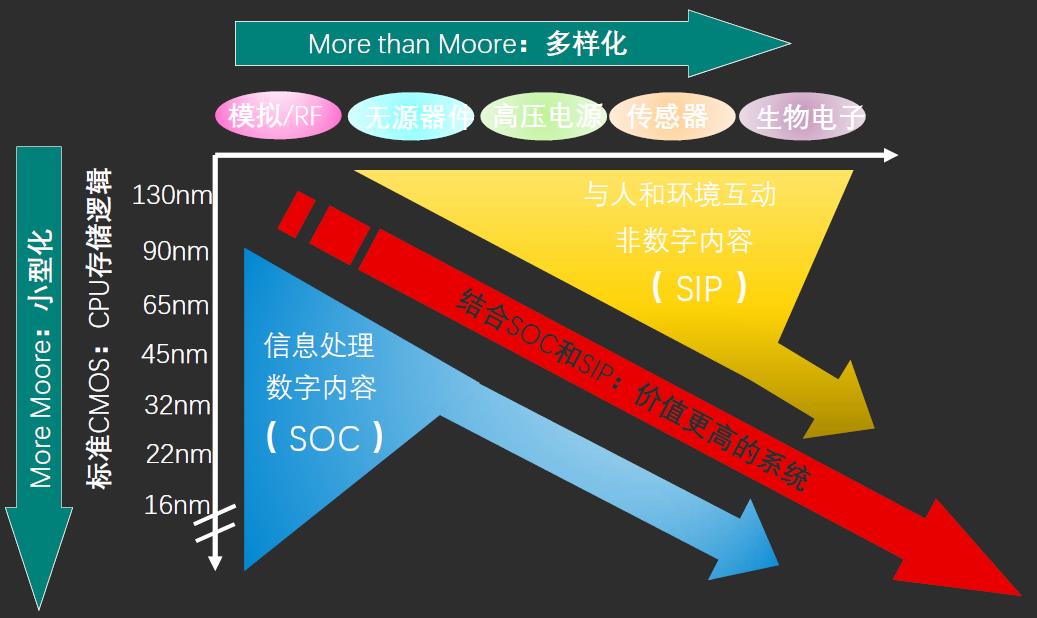 More than Moore：多样化
模拟/RF
无源器件
高压电源
传感器
生物电子
More Moore：小型化
标准CMOS：CPU存储逻辑
130nm
90nm
65nm
45nm
32nm
22nm
16nm
与人和环境互动
非数字内容
（SIP）
信息处理
数字内容
（SOC）
结合SOC和SIP：价值更高的系统